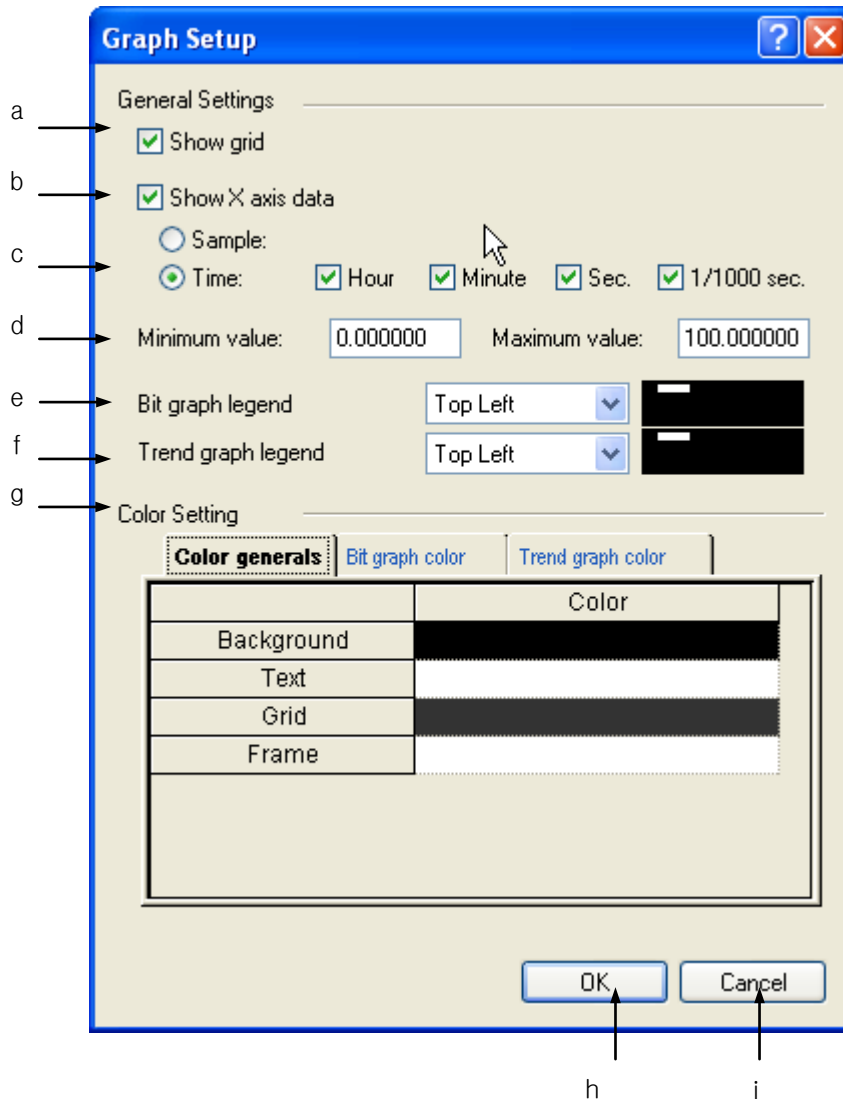 Graph Setup
General Settings
a
Show grid
b
Show X axis data
Sample:
c
Time: Hour Minute Sec. 1/1000 sec.
d
Minimum value: 0.000000 Maximum value: 100.000000
e
Bit graph legend Top Left
f
Trend graph legend Top Left
g
Color Setting
Color generals Bit graph color Trend graph color
Color
Background
Text
Grid
Frame
OK Cancel
h i